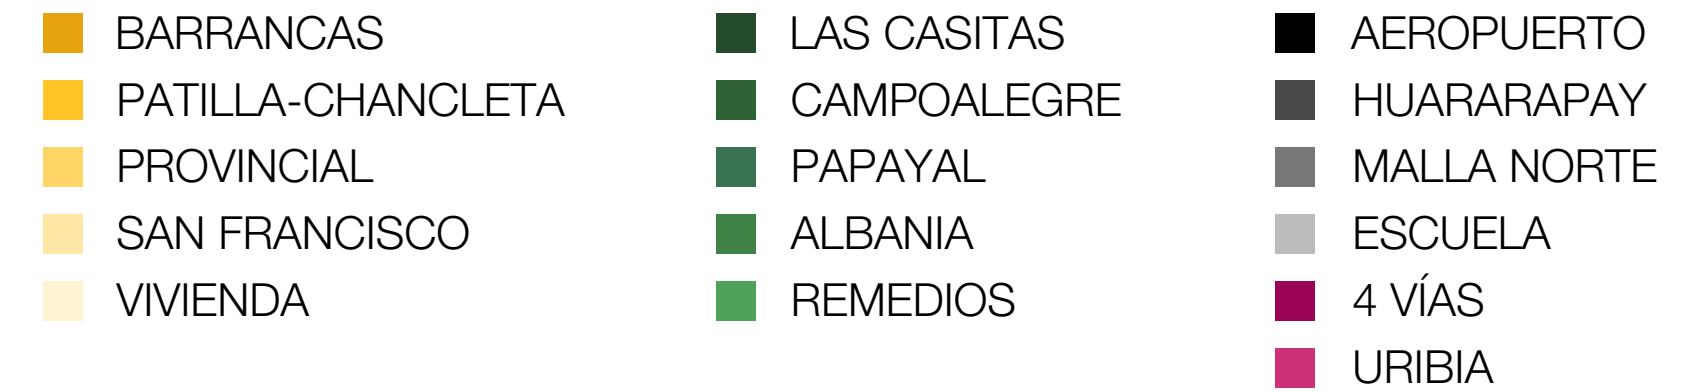 BARRANCAS
PATILLA-CHANCLETA
PROVINCIAL
SAN FRANCISCO
VIVIENDA
LAS CASITAS
CAMPOALEGRE
PAPAYAL
ALBANIA
REMEDIOS
AEROPUERTO
HUARARAPAY
MALLA NORTE
ESCUELA
4 VÍAS
URIBIA